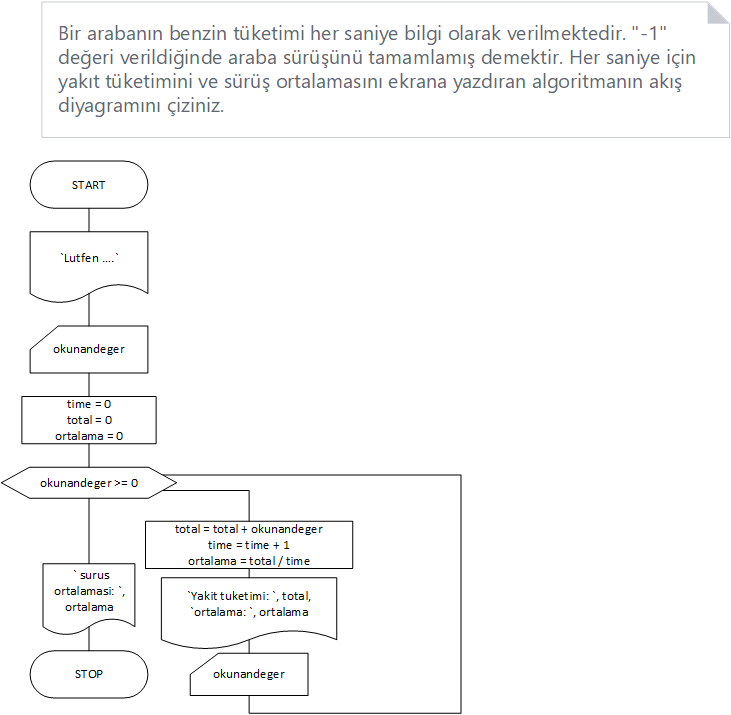 Bir arabanın benzin tüketimi her saniye bilgi olarak verilmektedir. "-1"
değeri verildiğinde araba sürüşünü tamamlamış demektir. Her saniye için
yakıt tüketimini ve sürüş ortalamasını ekrana yazdıran algoritmanın akış
diyagramını çiziniz.
START
`Lutfen ....`
okunandeger
time = 0
total = 0
ortalama = 0
okunandeger >= 0
total = total + okunandeger
time = time + 1
ortalama = total / time
`Yakit tuketimi: `, total,
`ortalama: `, ortalama
okunandeger
` surus
ortalamasi: `,
ortalama
STOP